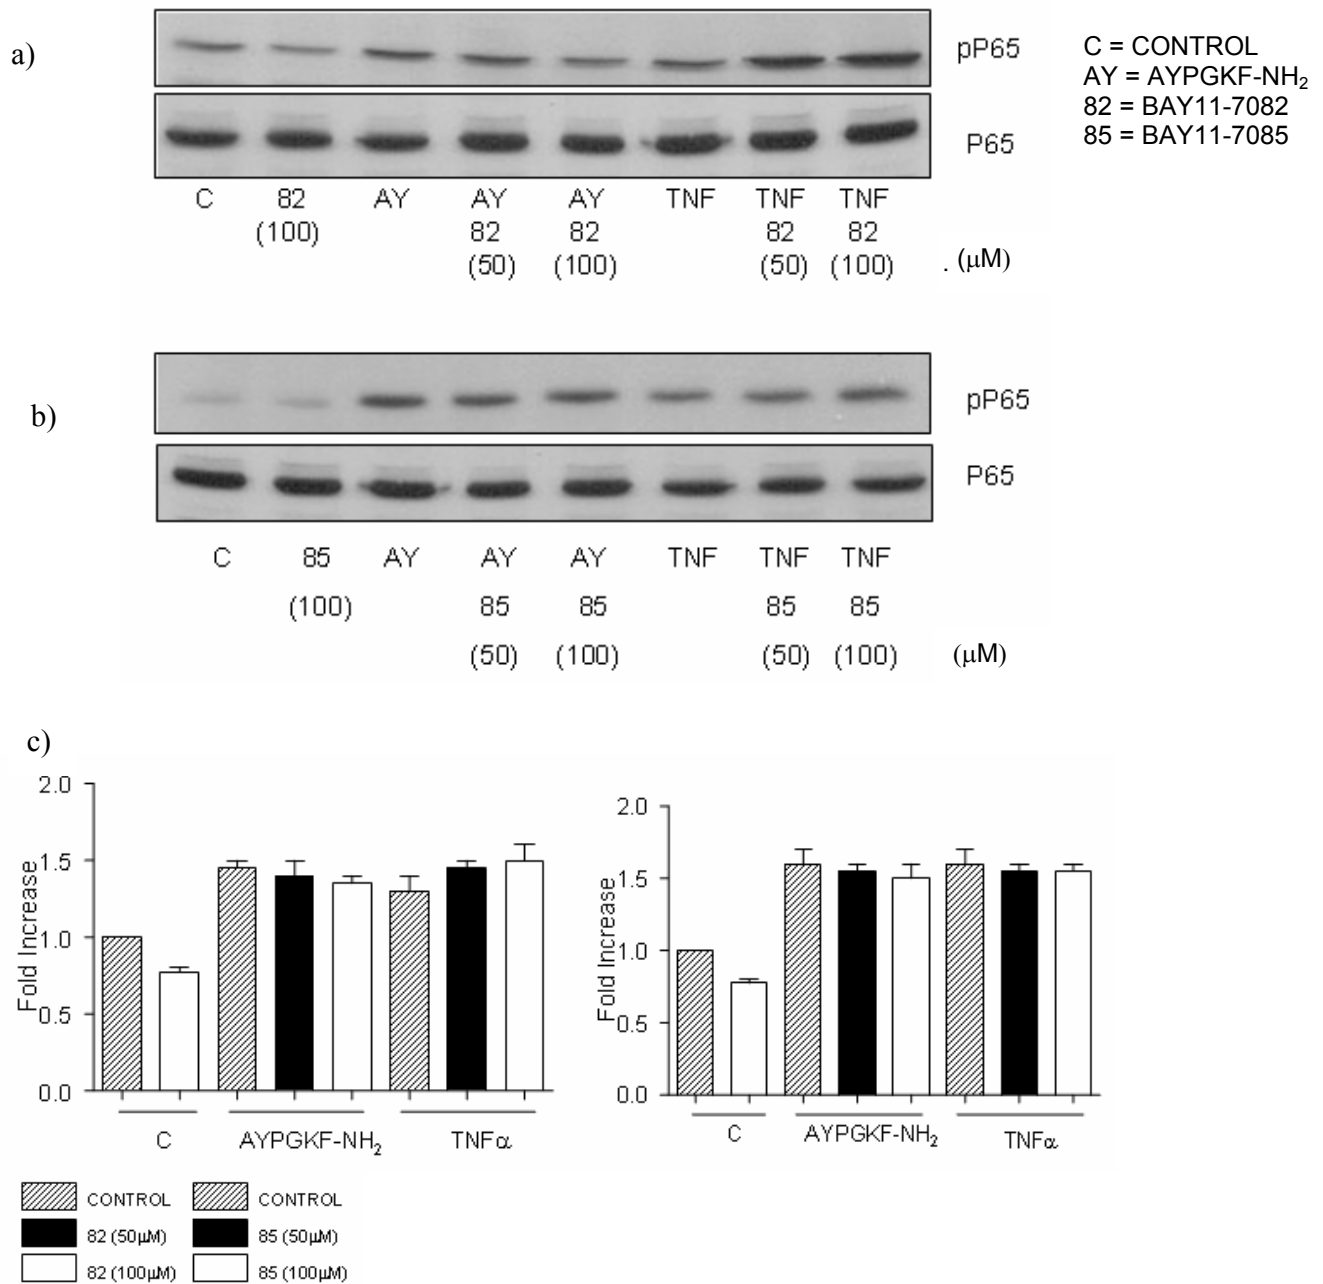 a)
pP65
P65
C = CONTROL
AY = AYPGKF-NH₂
82 = BAY11-7082
85 = BAY11-7085
C 82 AY AY AY TNF TNF TNF
(100) 82 82 82 82
(50) (100) (50) (100) . (µM)
b)
pP65
P65
C 85 AY AY AY TNF TNF TNF
(100) 85 85 85 85
(50) (100) (50) (100) (µM)
c)
2.0
1.5
1.0
0.5
0.0
Fold Increase
C AYPGKF-NH₂ TNFα
2.0
1.5
1.0
0.5
0.0
Fold Increase
C AYPGKF-NH₂ TNFα
CONTROL CONTROL
82 (50µM) 85 (50µM)
82 (100µM) 85 (100µM)